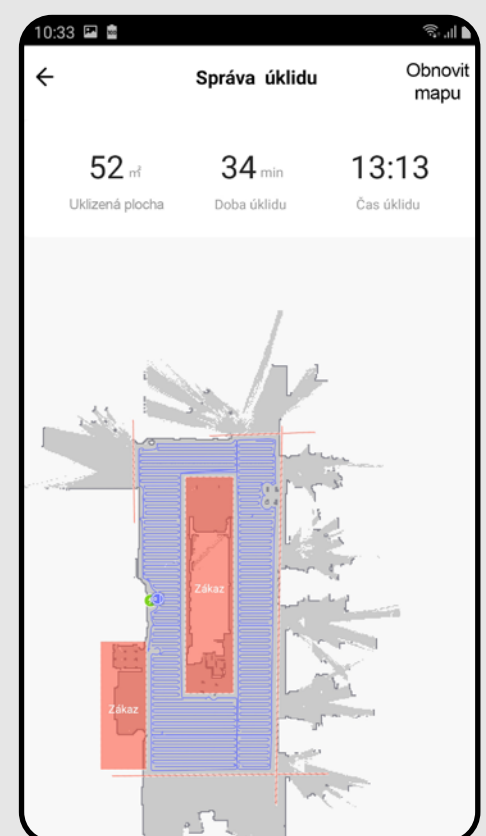 10:33
Správa úklidu
Obnovit
mapu
52 ㎡ 34 min 13:13
Uklizená plocha Doba úklidu Čas úklidu
Zákaz
Zákaz